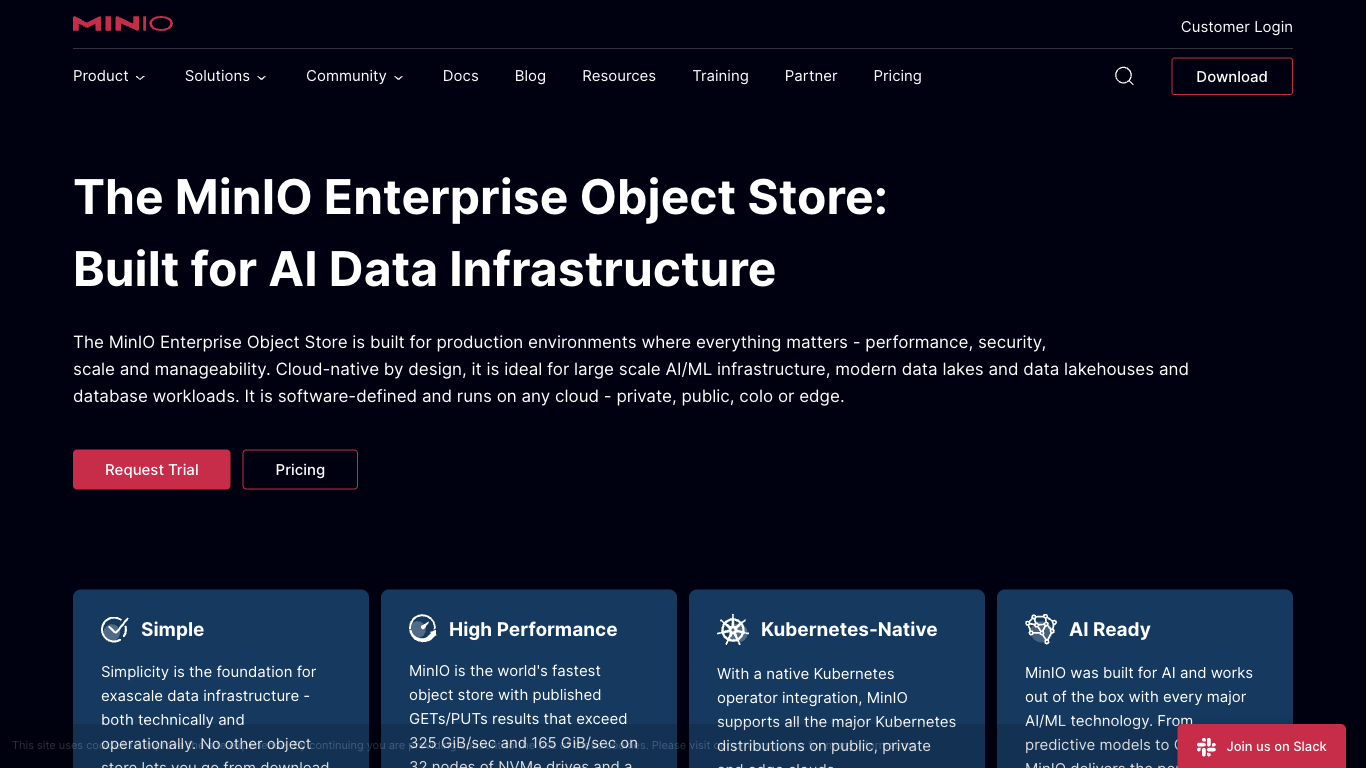 MINIO
Customer Login
Product
Solutions
Community
Docs
Blog
Resources
Training
Partner
Pricing
Download
The MinIO Enterprise Object Store:
Built for AI Data Infrastructure
The MinIO Enterprise Object Store is built for production environments where everything matters - performance, security,
scale and manageability. Cloud-native by design, it is ideal for large scale AI/ML infrastructure, modern data lakes and data lakehouses and
database workloads. It is software-defined and runs on any cloud - private, public, colo or edge.
Request Trial
Pricing
Simple
Simplicity is the foundation for
exascale data infrastructure -
both technically and
operationally. No other object
store lets you go from download
High Performance
MinIO is the world's fastest
object store with published
GETs/PUTs results that exceed
325 GiB/sec and 165 GiB/sec on
32 nodes of NVMe drives and a
Kubernetes-Native
With a native Kubernetes
operator integration, MinIO
supports all the major Kubernetes
distributions on public, private
and edge clouds.
AI Ready
MinIO was built for AI and works
out of the box with every major
AI/ML technology. From
predictive models to
MinIO delivers the
This site uses
continuing you are
Please visit
Join us on Slack